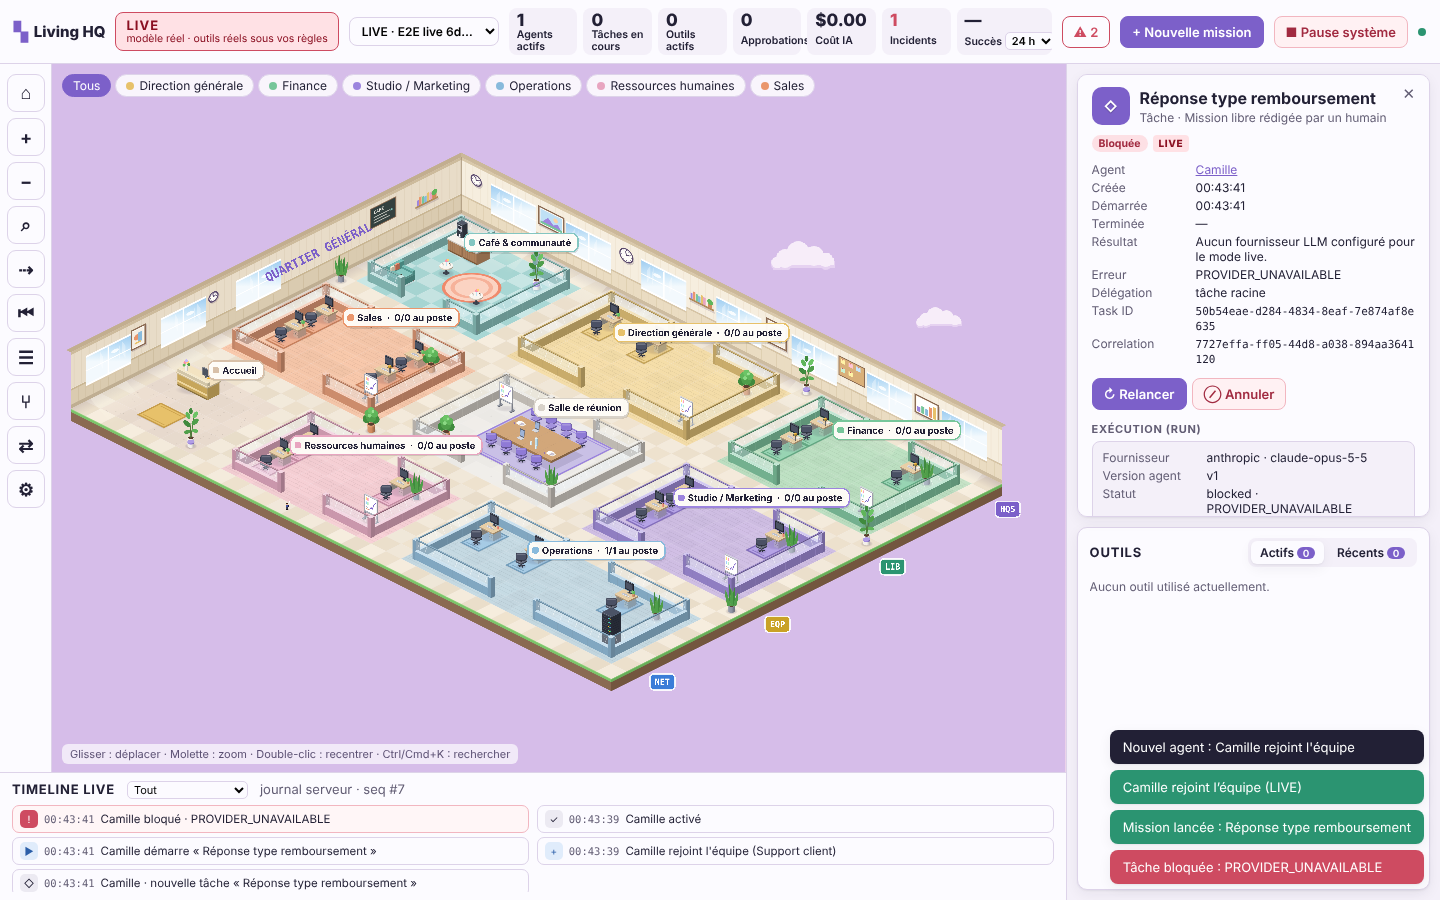 Living HQ
LIVE
modèle réel · outils réels sous vos règles
LIVE · E2E live 6d...
1
Agents
actifs
0
Tâches en
cours
0
Outils
actifs
0
Approbations
$0.00
Coût IA
1
Incidents
—
Succès 24 h
2
+ Nouvelle mission
Pause système
Tous
Direction générale
Finance
Studio / Marketing
Operations
Ressources humaines
Sales
CAFÉ
QUARTIER GÉNÉRAL
Café & communauté
Sales · 0/0 au poste
Direction générale · 0/0 au poste
Accueil
Salle de réunion
Ressources humaines · 0/0 au poste
Finance · 0/0 au poste
Studio / Marketing · 0/0 au poste
Operations · 1/1 au poste
HQS
LIB
EQP
NET
Glisser : déplacer · Molette : zoom · Double-clic : recentrer · Ctrl/Cmd+K : rechercher
Réponse type remboursement
Tâche · Mission libre rédigée par un humain
Bloquée LIVE
Agent Camille
Créée 00:43:41
Démarrée 00:43:41
Terminée —
Résultat Aucun fournisseur LLM configuré pour
le mode live.
Erreur PROVIDER_UNAVAILABLE
Délégation tâche racine
Task ID 50b54eae-d284-4834-8eaf-7e874af8e
635
Correlation 7727effa-ff05-44d8-a038-894aa3641
120
Relancer
Annuler
EXÉCUTION (RUN)
Fournisseur anthropic · claude-opus-5-5
Version agent v1
Statut blocked ·
PROVIDER_UNAVAILABLE
OUTILS
Actifs 0
Récents 0
Aucun outil utilisé actuellement.
Nouvel agent : Camille rejoint l'équipe
Camille rejoint l'équipe (LIVE)
Mission lancée : Réponse type remboursement
Tâche bloquée : PROVIDER_UNAVAILABLE
TIMELINE LIVE
Tout
journal serveur · seq #7
00:43:41 Camille bloqué · PROVIDER_UNAVAILABLE
00:43:39 Camille activé
00:43:41 Camille démarre « Réponse type remboursement »
00:43:39 Camille rejoint l'équipe (Support client)
00:43:41 Camille · nouvelle tâche « Réponse type remboursement »